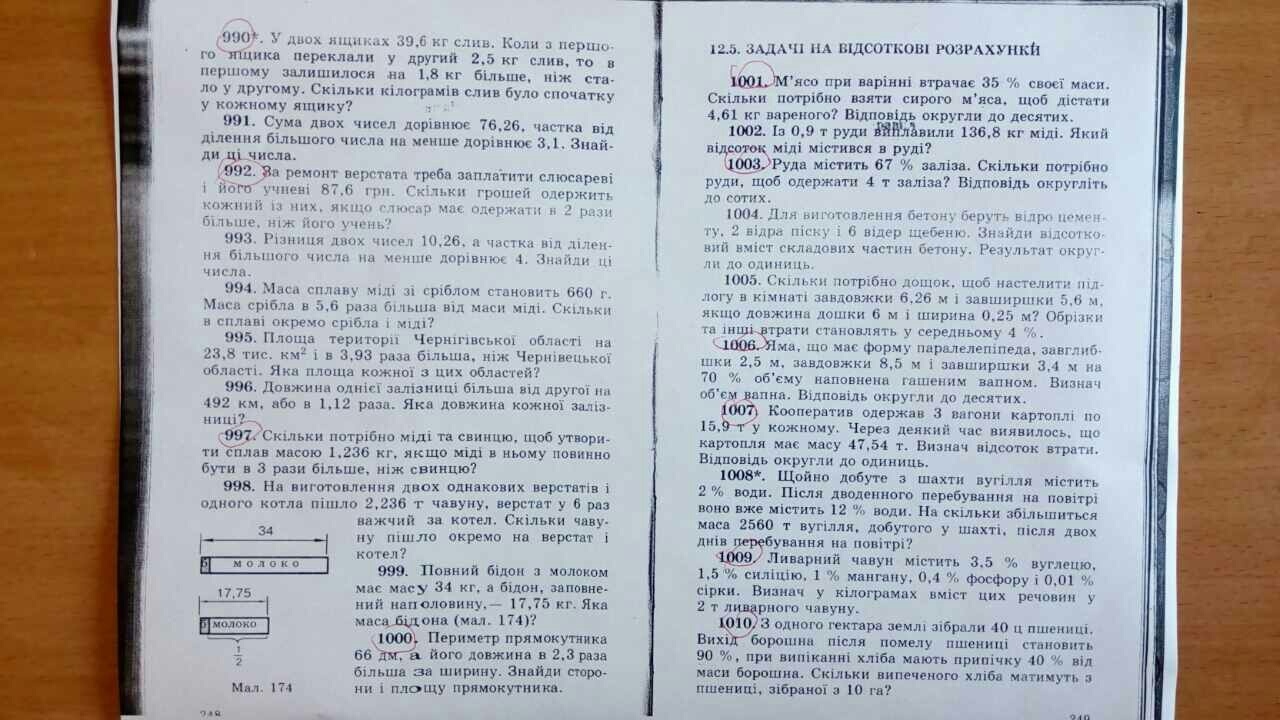 990*. У двох ящиках 39,6 кг слив. Коли з першо-
го ящика переклали у другий 2,5 кг слив, то в
першому залишилося на 1,8 кг більше, ніж ста-
ло у другому. Скільки кілограмів слив було спочатку
у кожному ящику?
991. Сума двох чисел дорівнює 76,26, частка від
ділення більшого числа на менше дорівнює 3,1. Знай-
ди ці числа.
992. За ремонт верстата треба заплатити слюсареві
і його учневі 87,6 грн. Скільки грошей одержить
кожний із них, якщо слюсар має одержати в 2 рази
більше, ніж його учень?
993. Різниця двох чисел 10,26, а частка від ділен-
ня більшого числа на менше дорівнює 4. Знайди ці
числа.
994. Маса сплаву міді зі сріблом становить 660 г.
Маса срібла в 5,6 раза більша від маси міді. Скільки
в сплаві окремо срібла і міді?
995. Площа території Чернігівської області на
23,8 тис. км² і в 3,93 раза більша, ніж Чернівецької
області. Яка площа кожної з цих областей?
996. Довжина однієї залізниці більша від другої на
492 км, або в 1,12 раза. Яка довжина кожної заліз-
ниці?
997. Скільки потрібно міді та свинцю, щоб утвори-
ти сплав масою 1,236 кг, якщо міді в ньому повинно
бути в 3 рази більше, ніж свинцю?
998. На виготовлення двох однакових верстатів і
одного котла пішло 2,236 т чавуну, верстат у 6 раз
важчий за котел. Скільки чаву-
ну пішло окремо на верстат і
котел?
999. Повний бідон з молоком
має масу 34 кг, а бідон, заповне-
ний наполовину,— 17,75 кг. Яка
маса бідона (мал. 174)?
1000. Периметр прямокутника
66 дм, а його довжина в 2,3 раза
більша за ширину. Знайди сторо-
ни і площу прямокутника.
34
б молоко
17,75
б молоко
1
2
Мал. 174
248
12.5. ЗАДАЧІ НА ВІДСОТКОВІ РОЗРАХУНКИ
1001. М'ясо при варінні втрачає 35 % своєї маси.
Скільки потрібно взяти сирого м'яса, щоб дістати
4,61 кг вареного? Відповідь округли до десятих.
1002. Із 0,9 т руди виплавили 136,8 кг міді. Який
відсоток міді містився в руді?
1003. Руда містить 67 % заліза. Скільки потрібно
руди, щоб одержати 4 т заліза? Відповідь округліть
до сотих.
1004. Для виготовлення бетону беруть відро цемен-
ту, 2 відра піску і 6 відер щебеню. Знайди відсотко-
вий вміст складових частин бетону. Результат округ-
ли до одиниць.
1005. Скільки потрібно дощок, щоб настелити під-
логу в кімнаті завдовжки 6,26 м і завширшки 5,6 м,
якщо довжина дошки 6 м і ширина 0,25 м? Обрізки
та інші втрати становлять у середньому 4 %.
1006. Яма, що має форму паралелепіпеда, завглиб-
шки 2,5 м, завдовжки 8,5 м і завширшки 3,4 м на
70 % об'єму наповнена гашеним вапном. Визнач
об'єм вапна. Відповідь округли до десятих.
1007. Кооператив одержав 3 вагони картоплі по
15,9 т у кожному. Через деякий час виявилось, що
картопля має масу 47,54 т. Визнач відсоток втрати.
Відповідь округли до одиниць.
1008*. Щойно добуте з шахти вугілля містить
2 % води. Після дводенного перебування на повітрі
воно вже містить 12 % води. На скільки збільшиться
маса 2560 т вугілля, добутого у шахті, після двох
днів перебування на повітрі?
1009. Ливарний чавун містить 3,5 % вуглецю,
1,5 % силіцію, 1 % мангану, 0,4 % фосфору і 0,01 %
сірки. Визнач у кілограмах вміст цих речовин у
2 т ливарного чавуну.
1010. З одного гектара землі зібрали 40 ц пшениці.
Вихід борошна після помелу пшениці становить
90 %, при випіканні хліба мають припічку 40 % від
маси борошна. Скільки випеченого хліба матимуть з
пшениці, зібраної з 10 га?
249